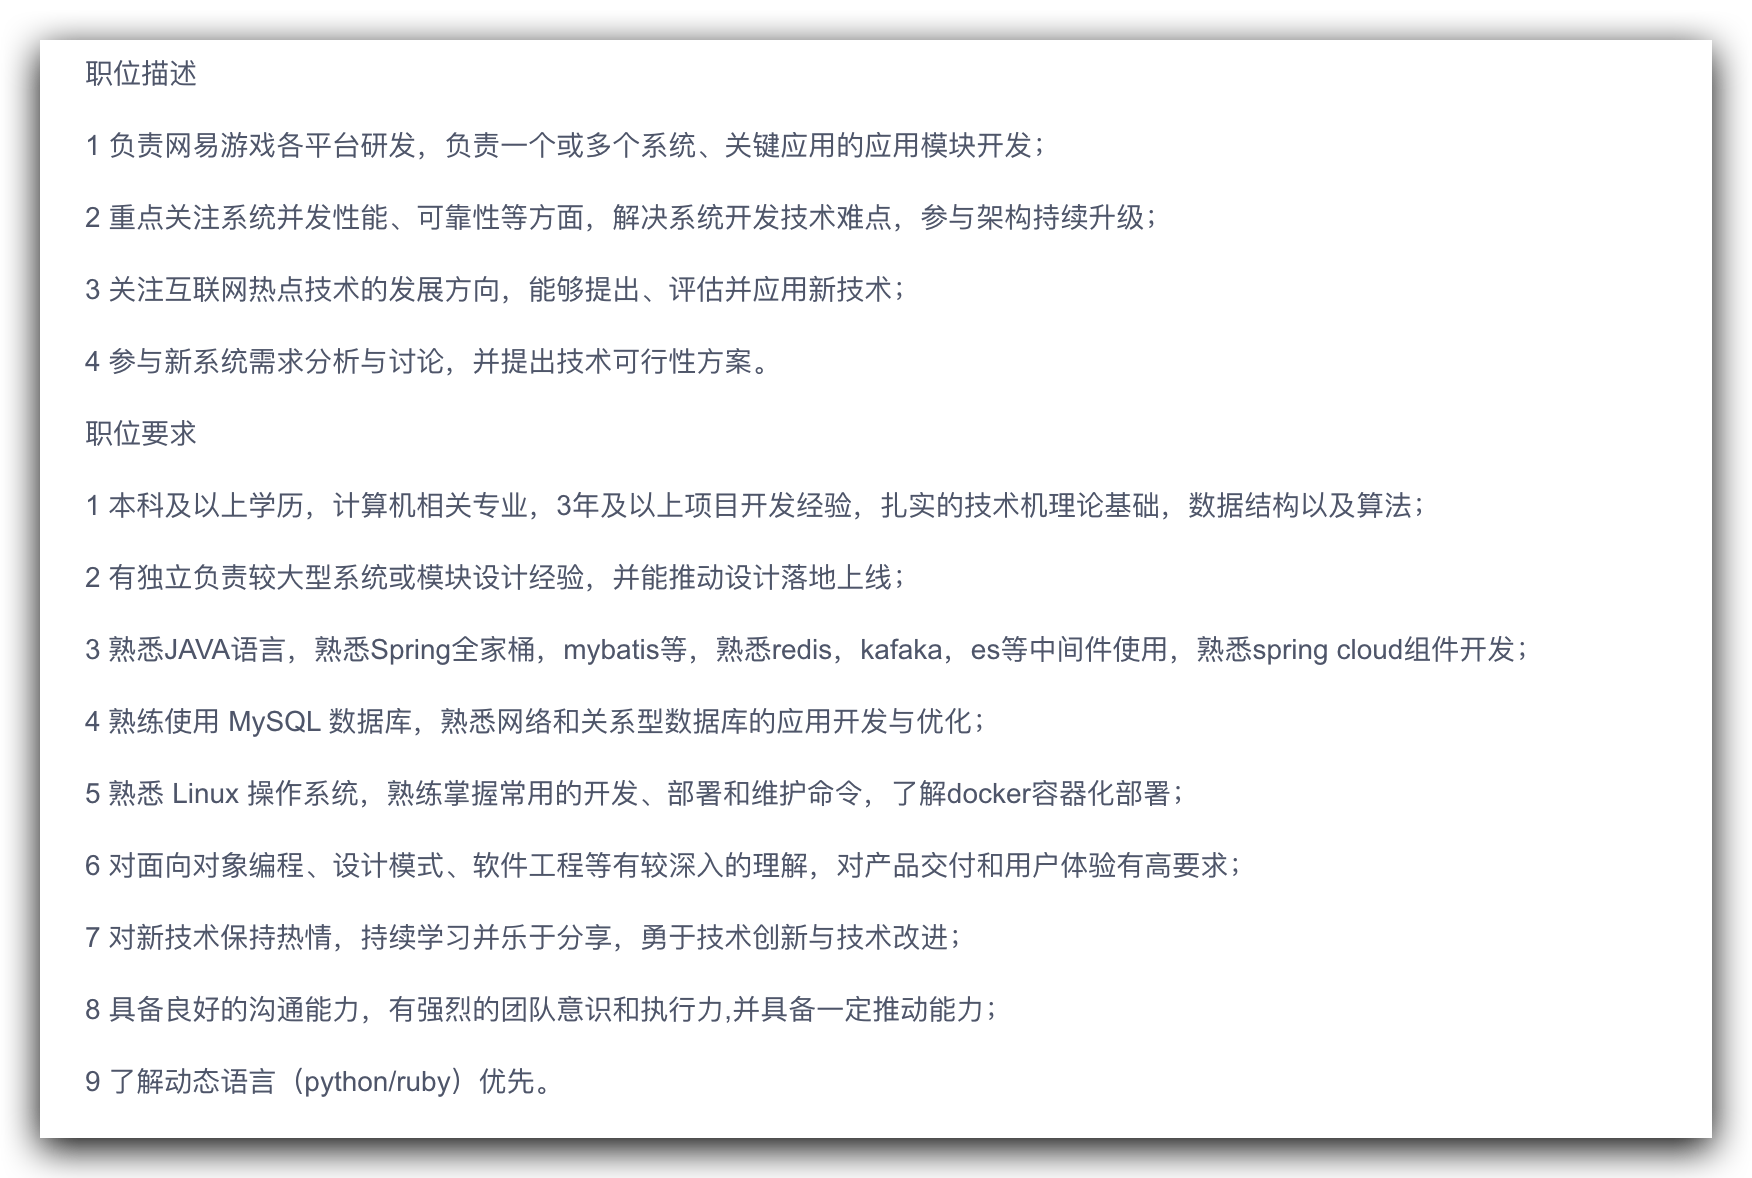 职位描述
1 负责网易游戏各平台研发，负责一个或多个系统、关键应用的应用模块开发；
2 重点关注系统并发性能、可靠性等方面，解决系统开发技术难点，参与架构持续升级；
3 关注互联网热点技术的发展方向，能够提出、评估并应用新技术；
4 参与新系统需求分析与讨论，并提出技术可行性方案。
职位要求
1 本科及以上学历，计算机相关专业，3年及以上项目开发经验，扎实的技术机理论基础，数据结构以及算法；
2 有独立负责较大型系统或模块设计经验，并能推动设计落地上线；
3 熟悉JAVA语言，熟悉Spring全家桶，mybatis等，熟悉redis，kafaka，es等中间件使用，熟悉spring cloud组件开发；
4 熟练使用 MySQL 数据库，熟悉网络和关系型数据库的应用开发与优化；
5 熟悉 Linux 操作系统，熟练掌握常用的开发、部署和维护命令，了解docker容器化部署；
6 对面向对象编程、设计模式、软件工程等有较深入的理解，对产品交付和用户体验有高要求；
7 对新技术保持热情，持续学习并乐于分享，勇于技术创新与技术改进；
8 具备良好的沟通能力，有强烈的团队意识和执行力,并具备一定推动能力；
9 了解动态语言（python/ruby）优先。